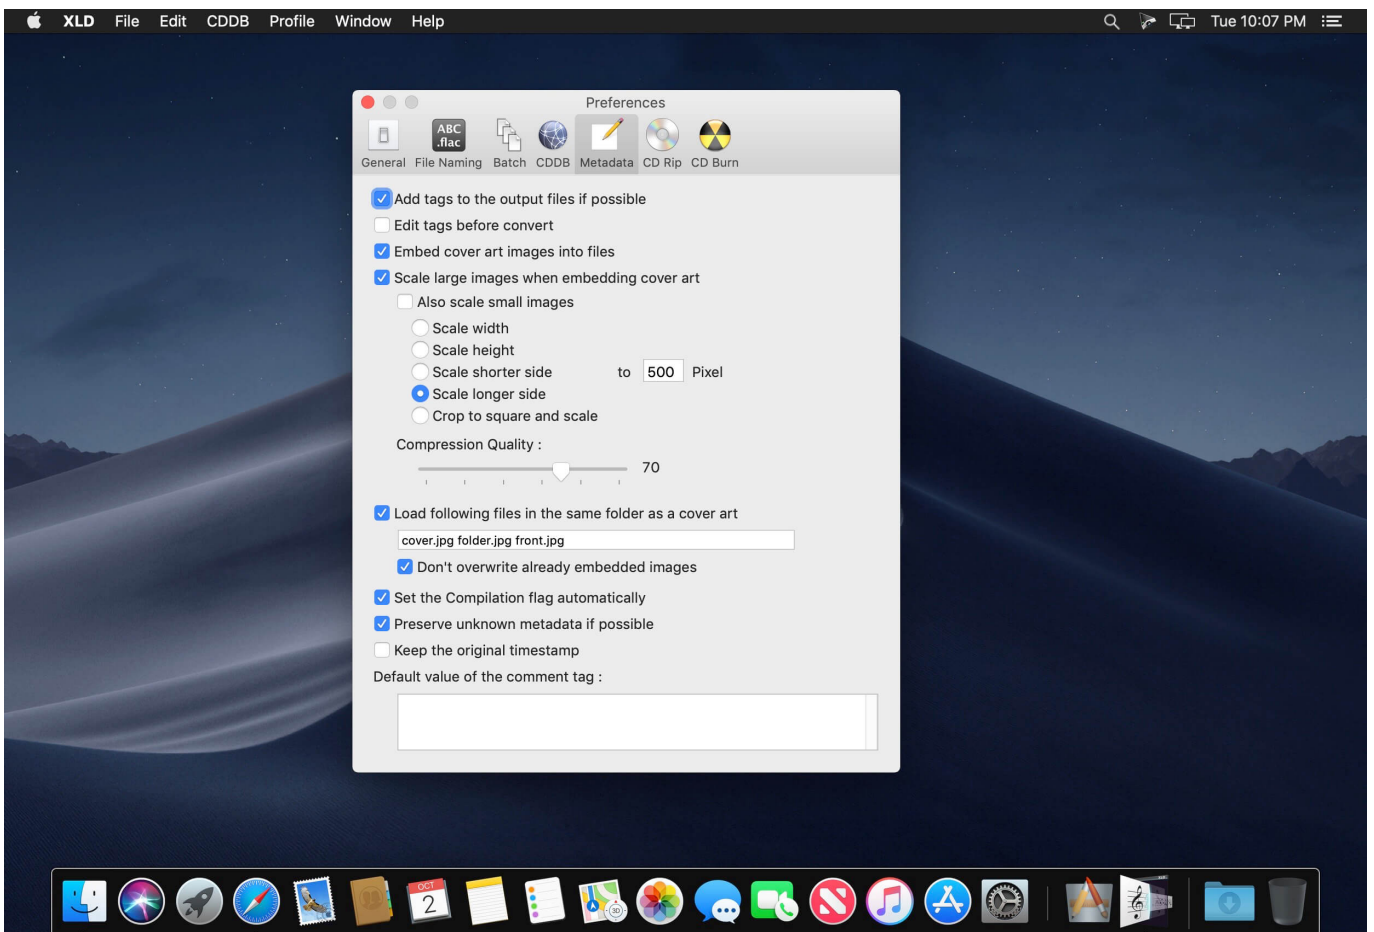 XLD File Edit CDDB Profile Window Help Tue 10:07 PM
Preferences
ABC
.flac
General File Naming Batch CDDB Metadata CD Rip CD Burn
Add tags to the output files if possible
Edit tags before convert
Embed cover art images into files
Scale large images when embedding cover art
Also scale small images
Scale width
Scale height
Scale shorter side to 500 Pixel
Scale longer side
Crop to square and scale
Compression Quality :
70
Load following files in the same folder as a cover art
cover.jpg folder.jpg front.jpg
Don't overwrite already embedded images
Set the Compilation flag automatically
Preserve unknown metadata if possible
Keep the original timestamp
Default value of the comment tag :
OCT
2
3D